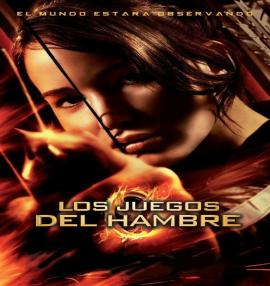 EL MUNDO ESTARÁ OBSERVANDO
LOS JUEGOS
DEL HAMBRE